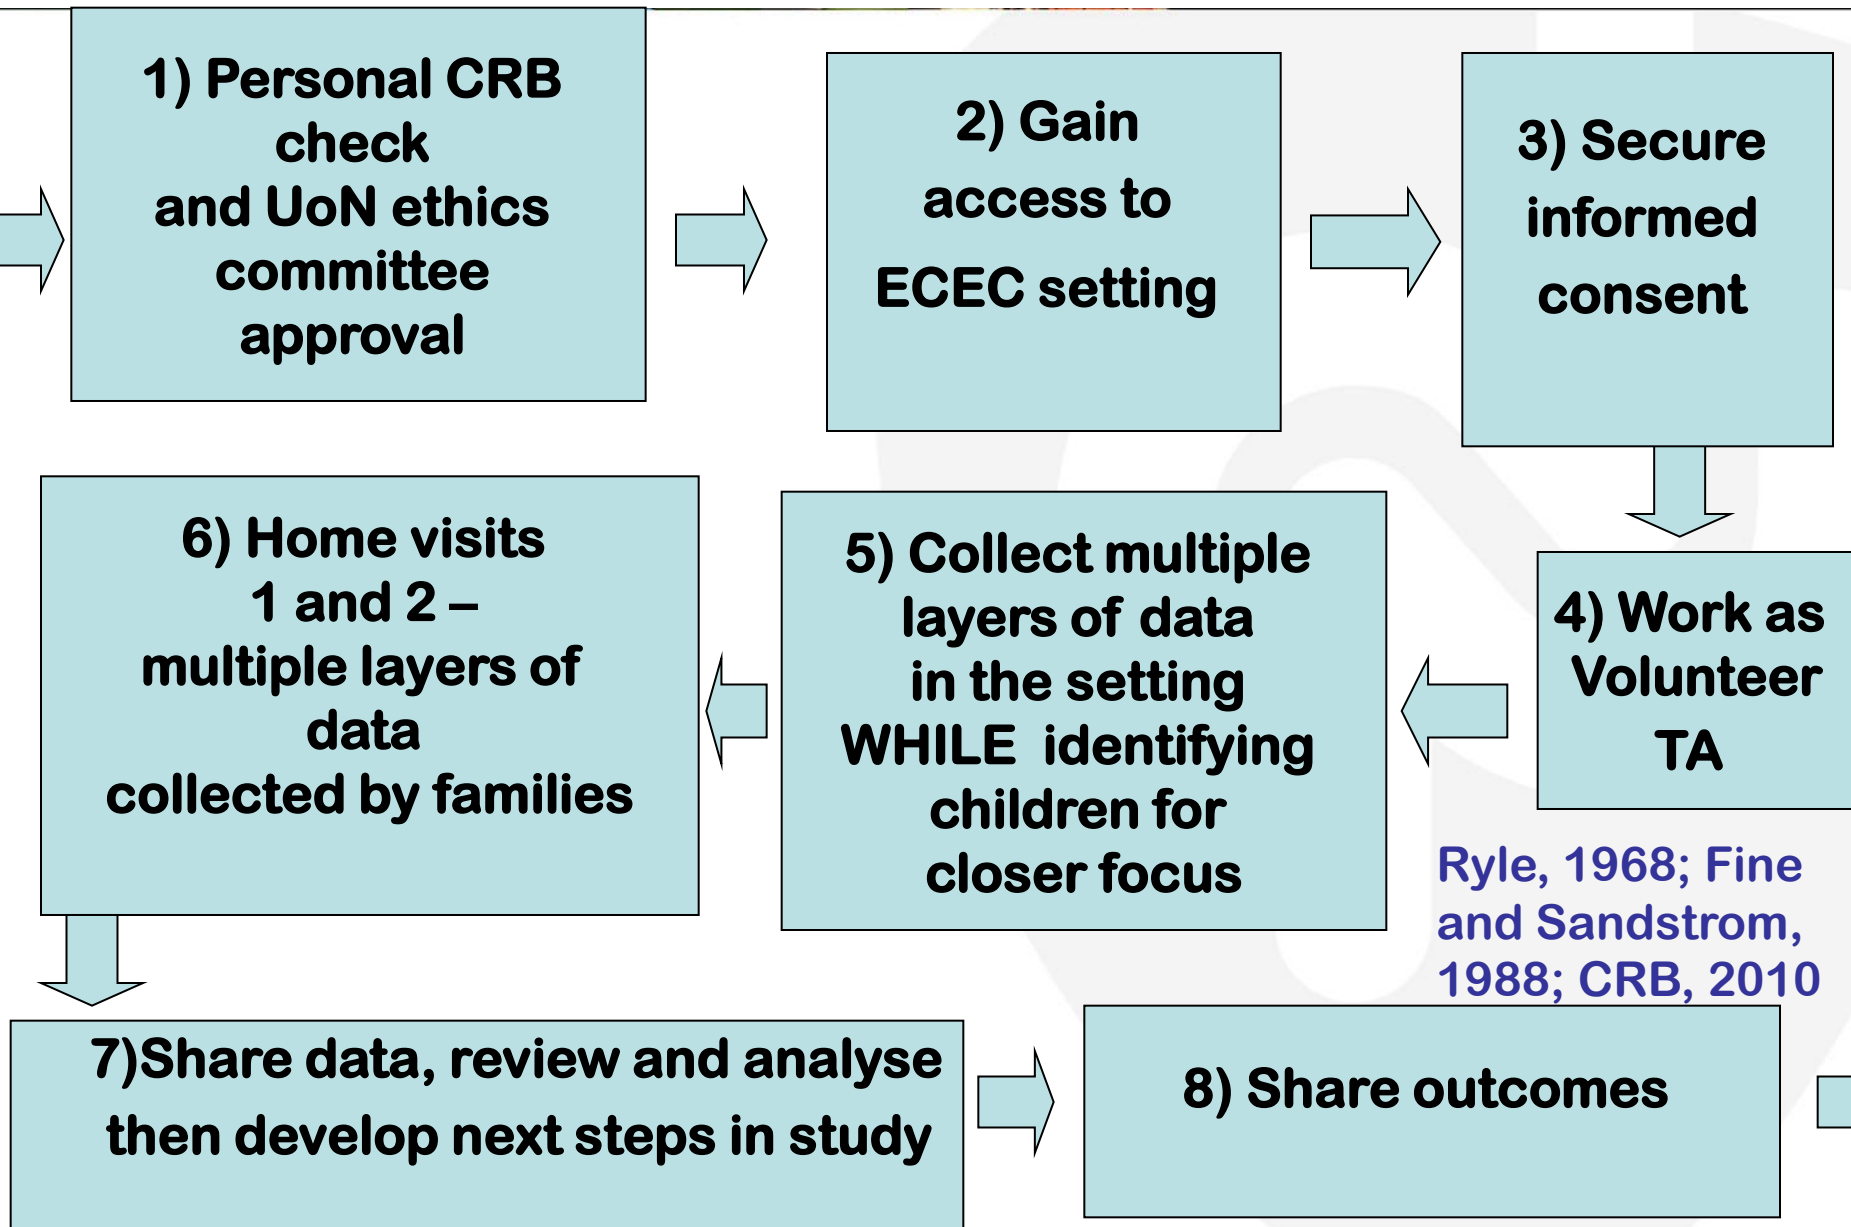 1) Personal CRB
check
and UoN ethics
committee
approval
2) Gain
access to
ECEC setting
3) Secure
informed
consent
4) Work as
Volunteer
TA
5) Collect multiple
layers of data
in the setting
WHILE identifying
children for
closer focus
6) Home visits
1 and 2 –
multiple layers of
data
collected by families
Ryle, 1968; Fine
and Sandstrom,
1988; CRB, 2010
7)Share data, review and analyse
then develop next steps in study
8) Share outcomes